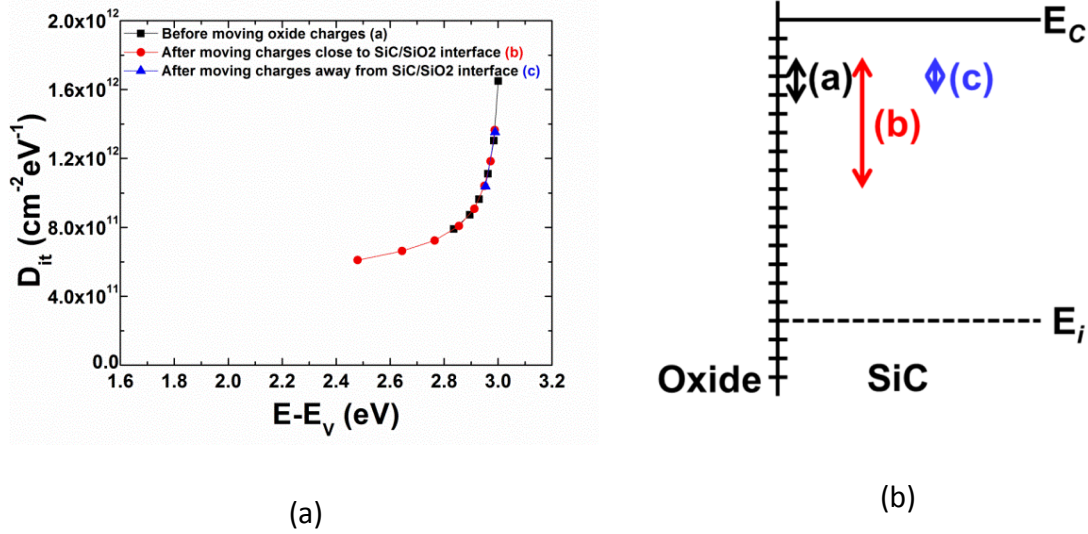 2.0x10¹²
1.6x10¹²
1.2x10¹²
8.0x10¹¹
4.0x10¹¹
0.0
D_it (cm⁻²eV⁻¹)
Before moving oxide charges (a)
After moving charges close to SiC/SiO2 interface (b)
After moving charges away from SiC/SiO2 interface (c)
1.6 1.8 2.0 2.2 2.4 2.6 2.8 3.0 3.2
E-E_V (eV)
(a)
E_C
(a)
(b)
(c)
E_i
Oxide SiC
(b)